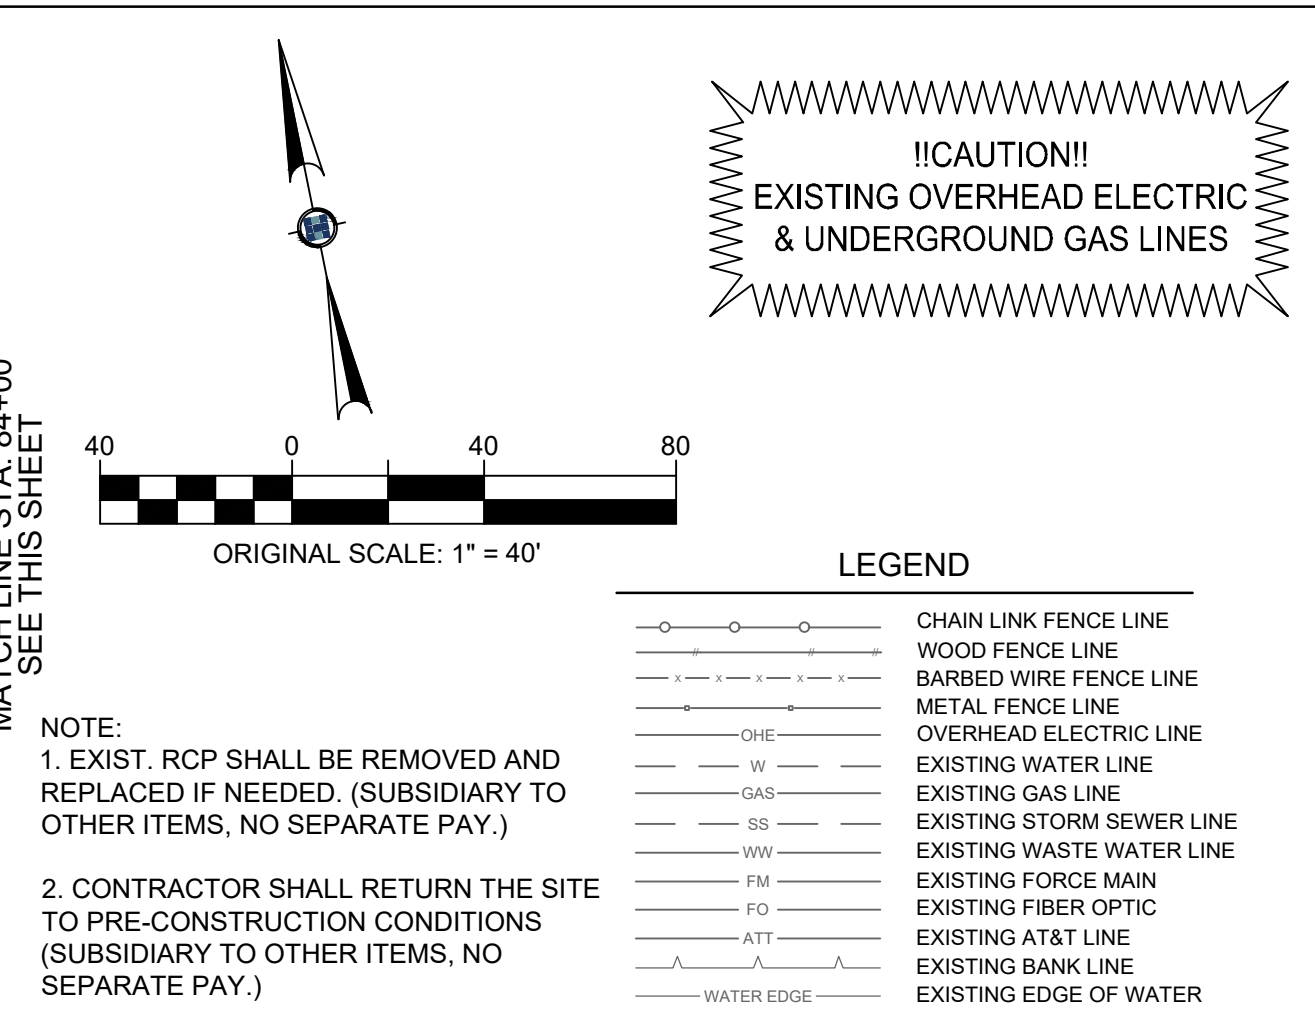 !!CAUTION!!
EXISTING OVERHEAD ELECTRIC
& UNDERGROUND GAS LINES
SEE THIS SHEET
40 0 40 80
ORIGINAL SCALE: 1" = 40'
NOTE:
1. EXIST. RCP SHALL BE REMOVED AND
REPLACED IF NEEDED. (SUBSIDIARY TO
OTHER ITEMS, NO SEPARATE PAY.)
2. CONTRACTOR SHALL RETURN THE SITE
TO PRE-CONSTRUCTION CONDITIONS
(SUBSIDIARY TO OTHER ITEMS, NO
SEPARATE PAY.)
LEGEND
CHAIN LINK FENCE LINE
// // // WOOD FENCE LINE
x x x x x BARBED WIRE FENCE LINE
METAL FENCE LINE
OHE OVERHEAD ELECTRIC LINE
W EXISTING WATER LINE
GAS EXISTING GAS LINE
SS EXISTING STORM SEWER LINE
WW EXISTING WASTE WATER LINE
FM EXISTING FORCE MAIN
FO EXISTING FIBER OPTIC
ATT EXISTING AT&T LINE
EXISTING BANK LINE
WATER EDGE EXISTING EDGE OF WATER